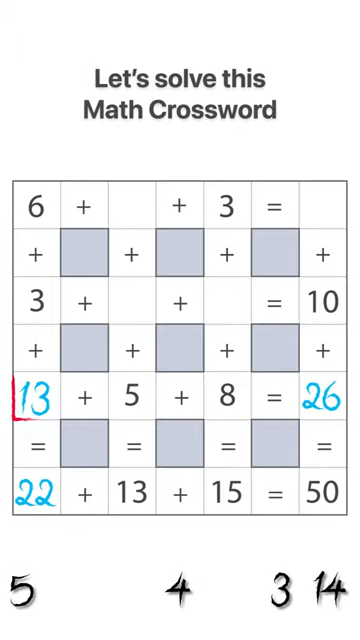 Let's solve this
Math Crossword
6 + + 3 =
+ + + +
3 + + = 10
+ + + +
13 + 5 + 8 = 26
= = = =
22 + 13 + 15 = 50
5 4 3 14